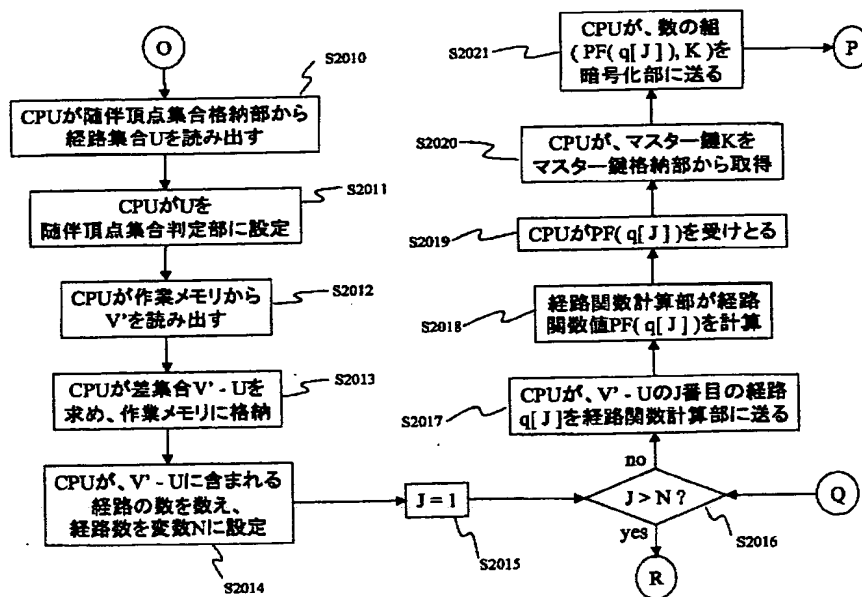 O
S2010
CPUが随伴頂点集合格納部から
経路集合Uを読み出す
S2011
CPUがUを
随伴頂点集合判定部に設定
S2012
CPUが作業メモリから
V'を読み出す
S2013
CPUが差集合V' - Uを
求め、作業メモリに格納
CPUが、V' - Uに含まれる
経路の数を数え、
経路数を変数Nに設定
S2014
J = 1
S2015
J > N ?
S2016
yes
no
Q
R
CPUが、V' - UのJ番目の経路
q[ J ]を経路関数計算部に送る
S2017
経路関数計算部が経路
関数値PF( q[ J ] )を計算
S2018
CPUがPF( q[ J ] )を受けとる
S2019
CPUが、マスター鍵Kを
マスター鍵格納部から取得
S2020
CPUが、数の組
( PF( q[ J ] ), K )を
暗号化部に送る
S2021
P